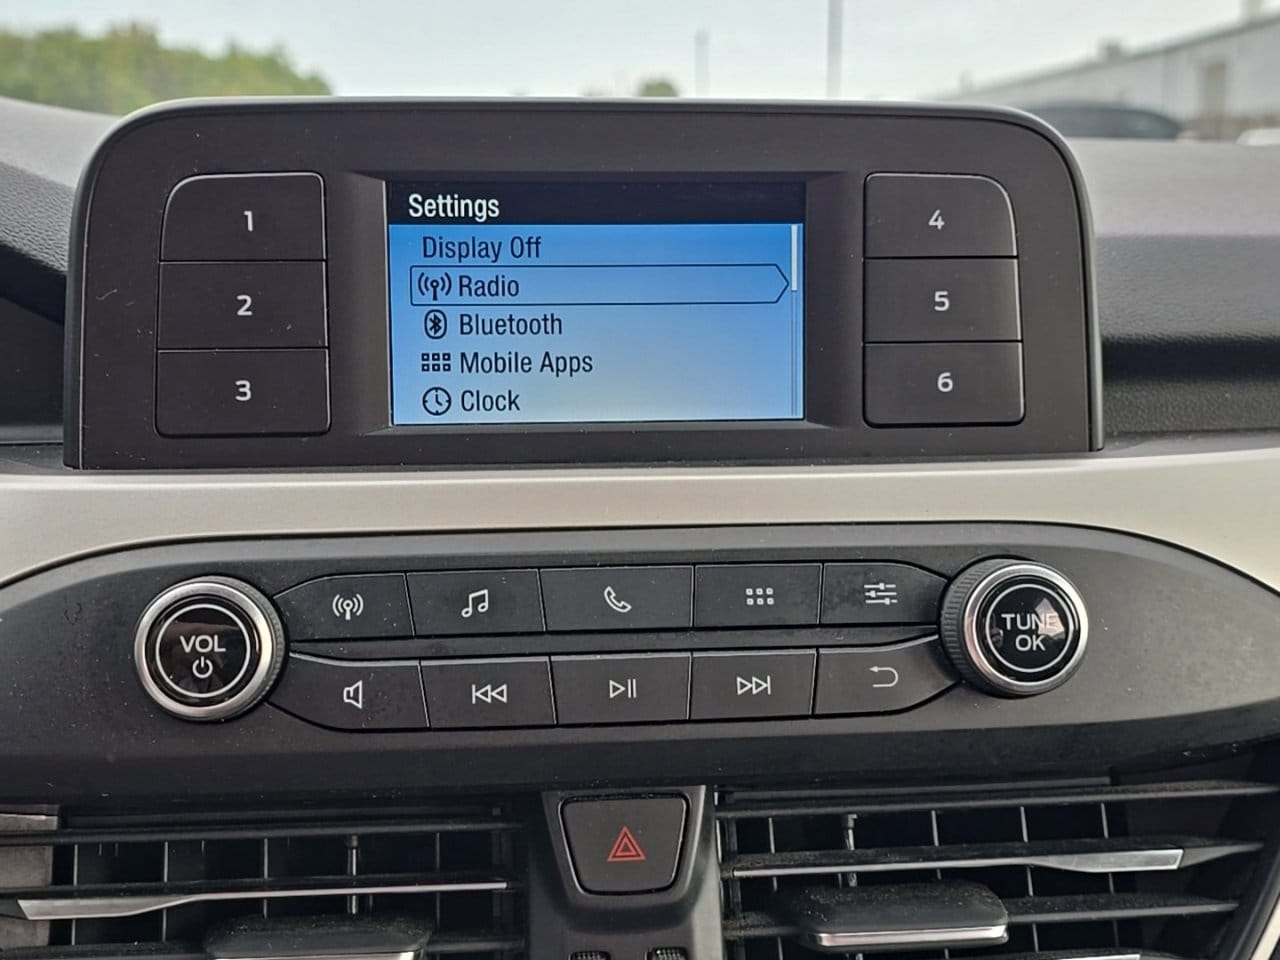 Settings
Display Off
Radio
Bluetooth
Mobile Apps
Clock
1
2
3
4
5
6
VOL
TUNE
OK